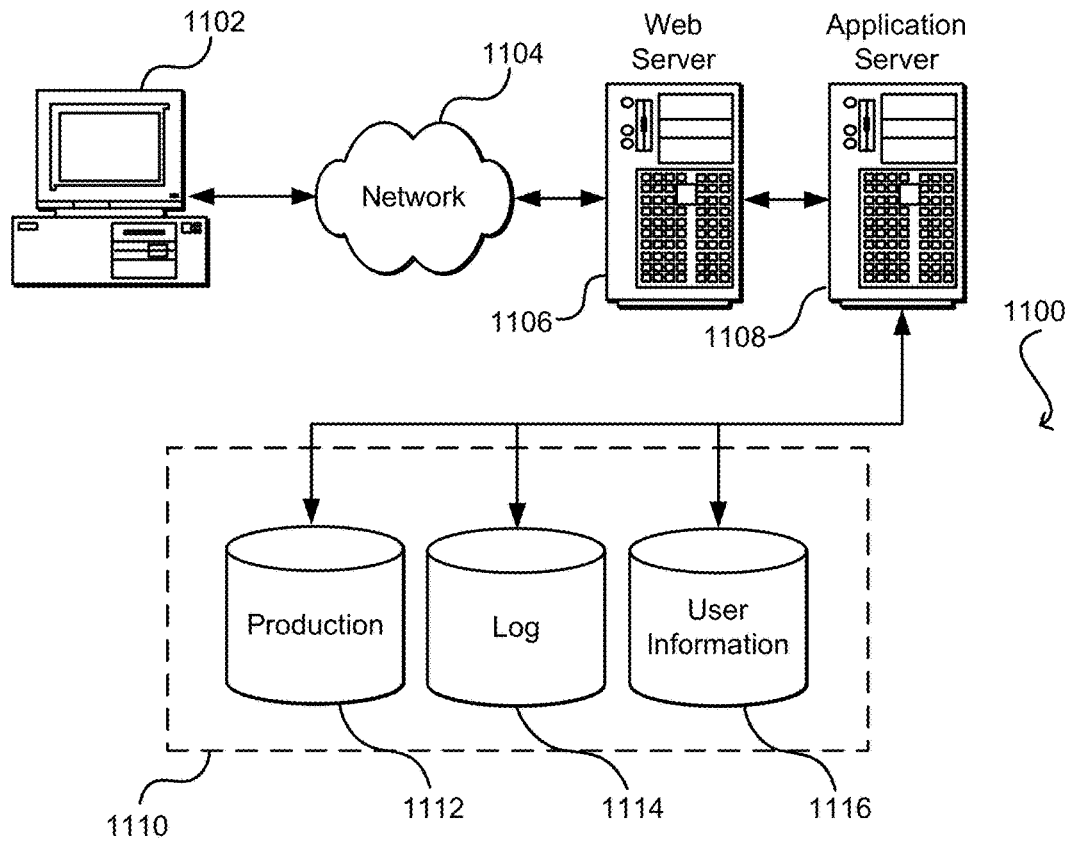 1102
1104
Web
Server
Application
Server
Network
1106
1108
1100
Production
Log
User
Information
1110
1112
1114
1116